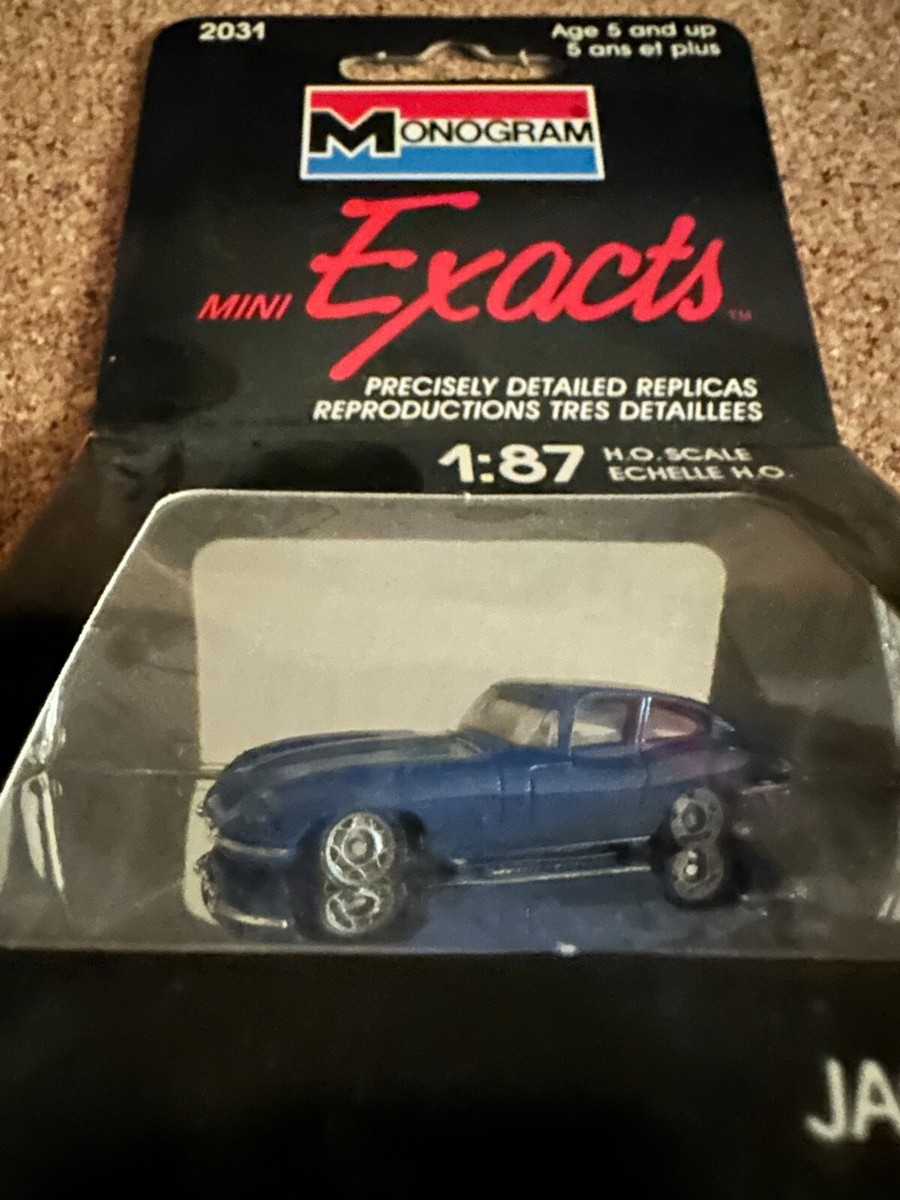 2031
Age 5 and up
5 ans et plus
MONOGRAM
MINI Exacts TM
PRECISELY DETAILED REPLICAS
REPRODUCTIONS TRES DETAILLEES
1:87 H.O. SCALE
ECHELLE H.O.
JA